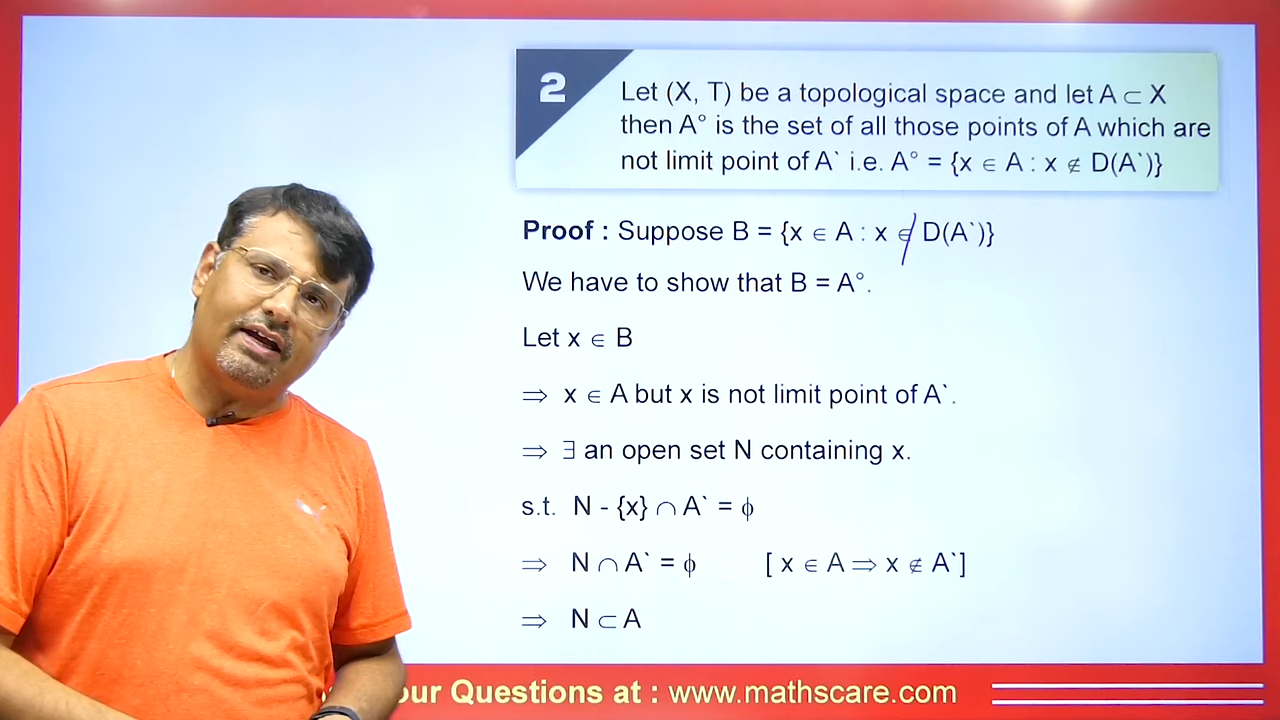 2
Let (X, T) be a topological space and let A ⊂ X
then A° is the set of all those points of A which are
not limit point of A` i.e. A° = {x ∈ A : x ∉ D(A`)}
Proof : Suppose B = {x ∈ A : x ∉ D(A`)}
We have to show that B = A°.
Let x ∈ B
⇒ x ∈ A but x is not limit point of A`.
⇒ ∃ an open set N containing x.
s.t. N - {x} ∩ A` = ϕ
⇒ N ∩ A` = ϕ [ x ∈ A ⇒ x ∉ A`]
⇒ N ⊂ A
Questions at : www.mathscare.com